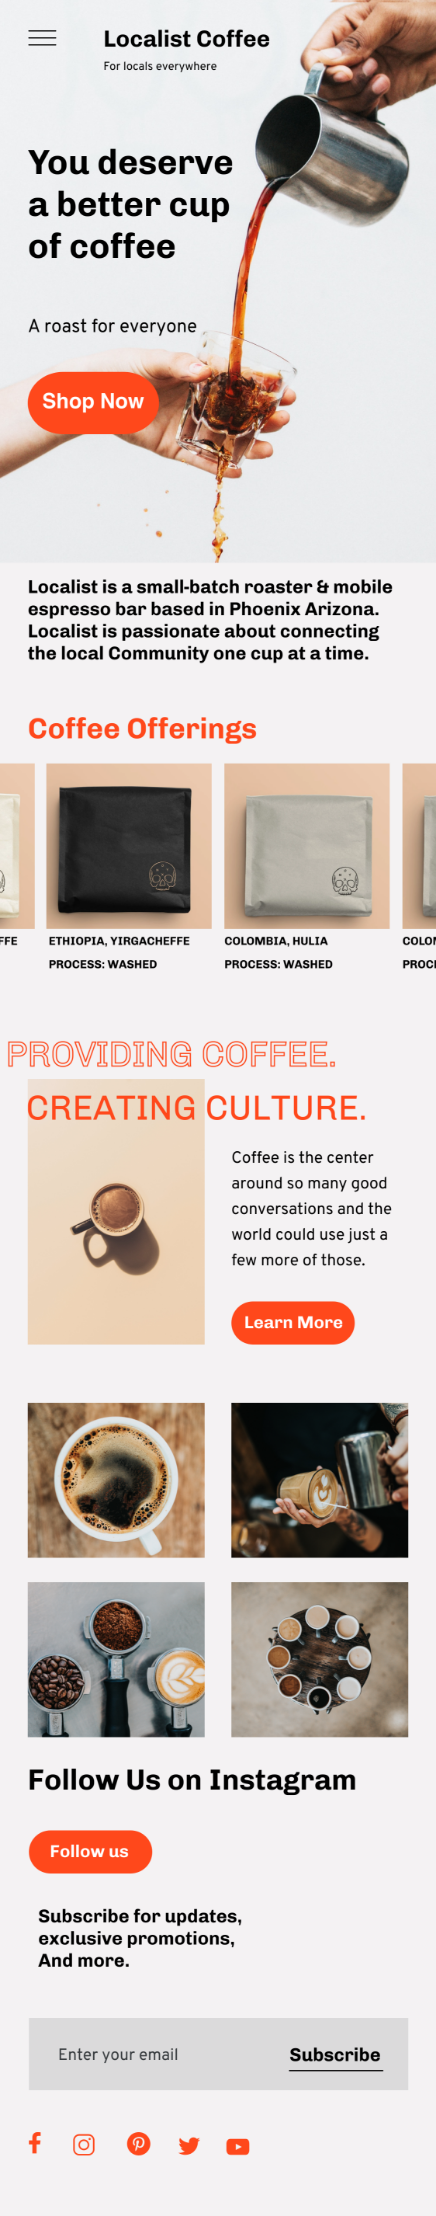 Localist Coffee
For locals everywhere
You deserve
a better cup
of coffee
A roast for everyone
Shop Now
Localist is a small-batch roaster & mobile
espresso bar based in Phoenix Arizona.
Localist is passionate about connecting
the local Community one cup at a time.
Coffee Offerings
FFE
ETHIOPIA, YIRGACHEFFE
COLOMBIA, HULIA
COLO
PROCESS: WASHED
PROCESS: WASHED
PROC
PROVIDING COFFEE.
CREATING CULTURE.
Coffee is the center
around so many good
conversations and the
world could use just a
few more of those.
Learn More
Follow Us on Instagram
Follow us
Subscribe for updates,
exclusive promotions,
And more.
Enter your email
Subscribe